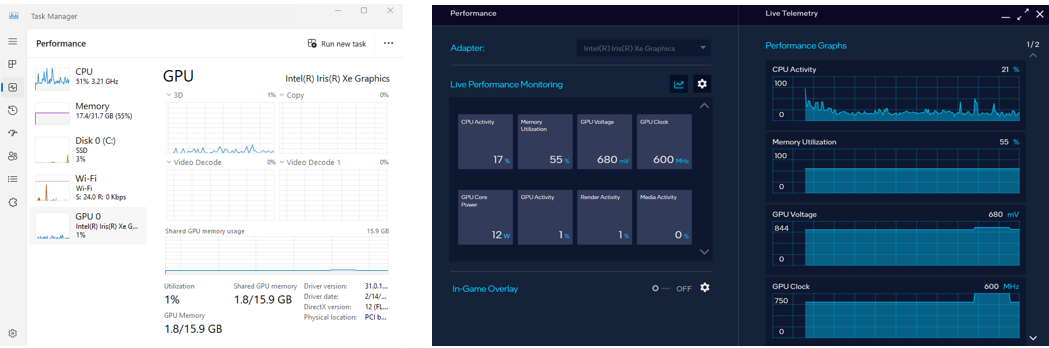 Task Manager
Performance
Run new task
CPU
51% 3.21 GHz
Memory
17.4/31.7 GB (55%)
Disk 0 (C:)
SSD
3%
Wi-Fi
Wi-Fi
S: 24.0 R: 0 Kbps
GPU 0
Intel(R) Iris(R) Xe G...
1%
GPU
Intel(R) Iris(R) Xe Graphics
3D 1%
Copy 0%
Video Decode 0%
Video Decode 1 0%
Shared GPU memory usage 15.9 GB
Utilization
1%
Shared GPU memory
1.8/15.9 GB
GPU Memory
1.8/15.9 GB
Driver version: 31.0.1...
Driver date: 2/14/...
DirectX version: 12 (FL...
Physical location: PCI b...
Performance
Adapter:
Intel(R) Iris(R) Xe Graphics
Live Performance Monitoring
CPU Activity
17 %
Memory
Utilization
55 %
GPU Voltage
680 mV
GPU Clock
600 MHz
GPU Core
Power
12 W
GPU Activity
1 %
Render Activity
1 %
Media Activity
0 %
In-Game Overlay
OFF
Live Telemetry
Performance Graphs
1/2
CPU Activity 21 %
100
0
Memory Utilization 55 %
100
0
GPU Voltage 680 mV
844
0
GPU Clock 600 MHz
750
0